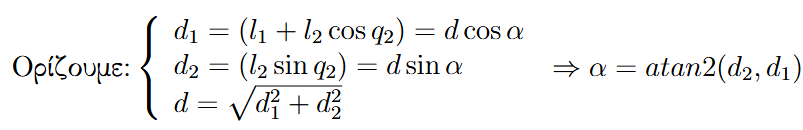 d₁ = (l₁ + l₂ cos q₂) = d cos α
Ορίζουμε: { d₂ = (l₂ sin q₂) = d sin α ⇒ α = atan2(d₂, d₁)
d = √(d₁² + d₂²)